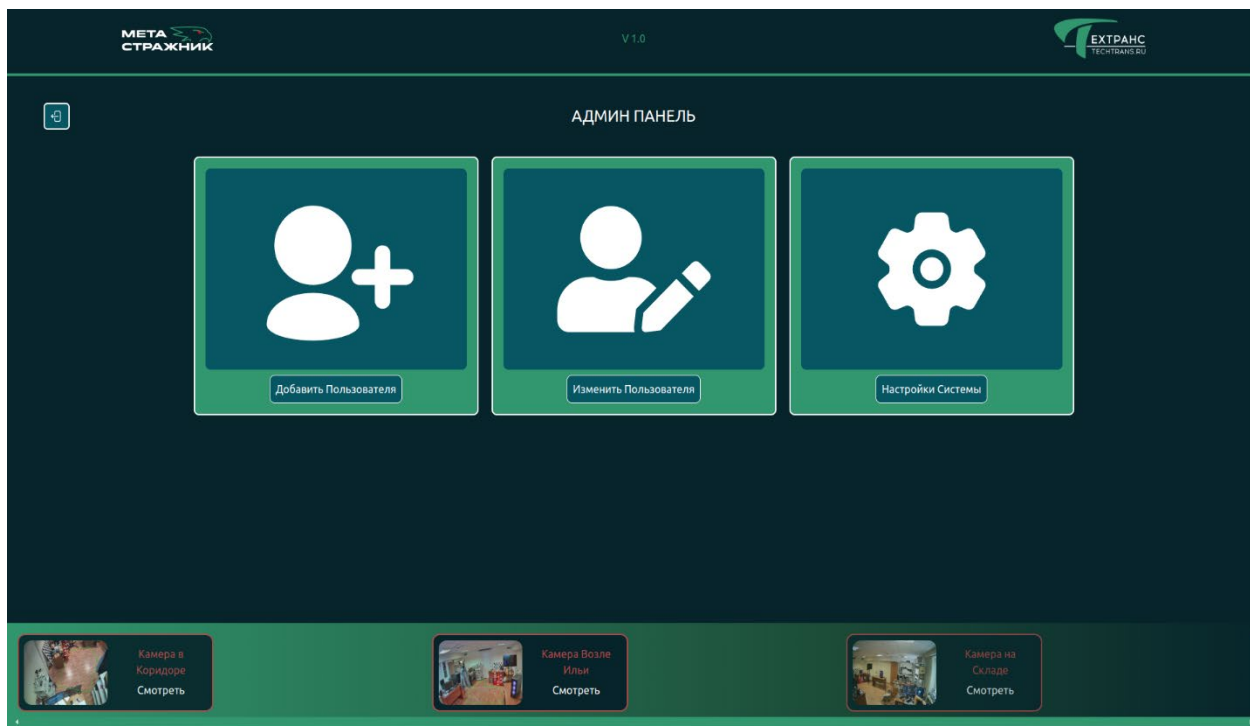 МЕТА
СТРАЖНИК
V 1.0
ЕХТРАНС
TECHTRANS.RU
АДМИН ПАНЕЛЬ
Добавить Пользователя
Изменить Пользователя
Настройки Системы
Камера в
Коридоре
Смотреть
Камера Возле
Ильи
Смотреть
Камера на
Складе
Смотреть